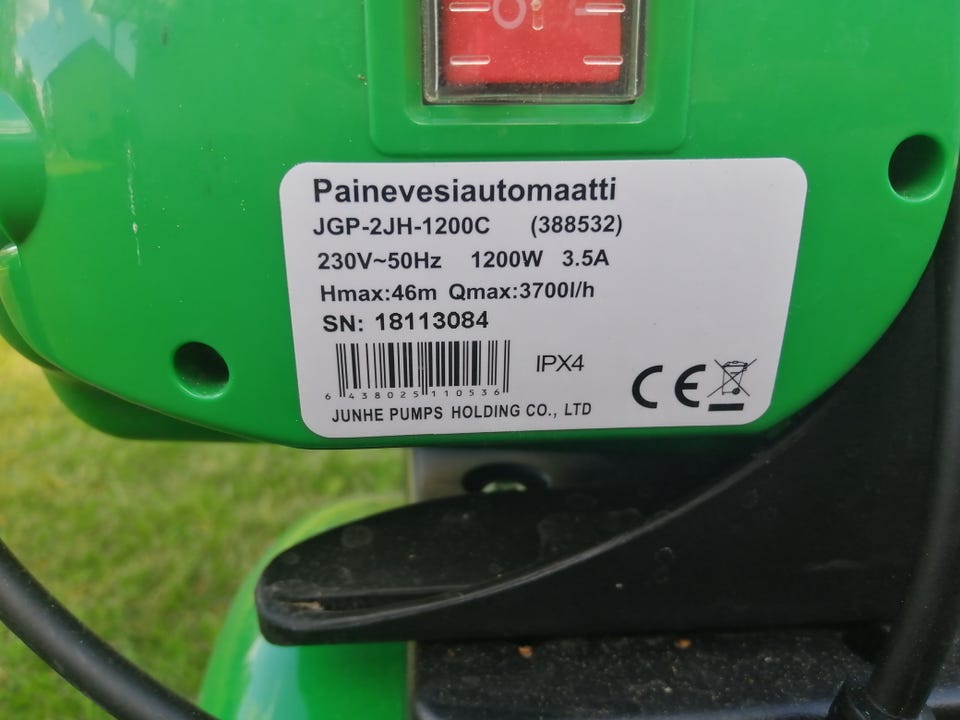 Painevesiautomaatti
JGP-2JH-1200C (388532)
230V~50Hz 1200W 3.5A
Hmax:46m Qmax:3700l/h
SN: 18113084
IPX4
6 438025 110536
CE
JUNHE PUMPS HOLDING CO., LTD